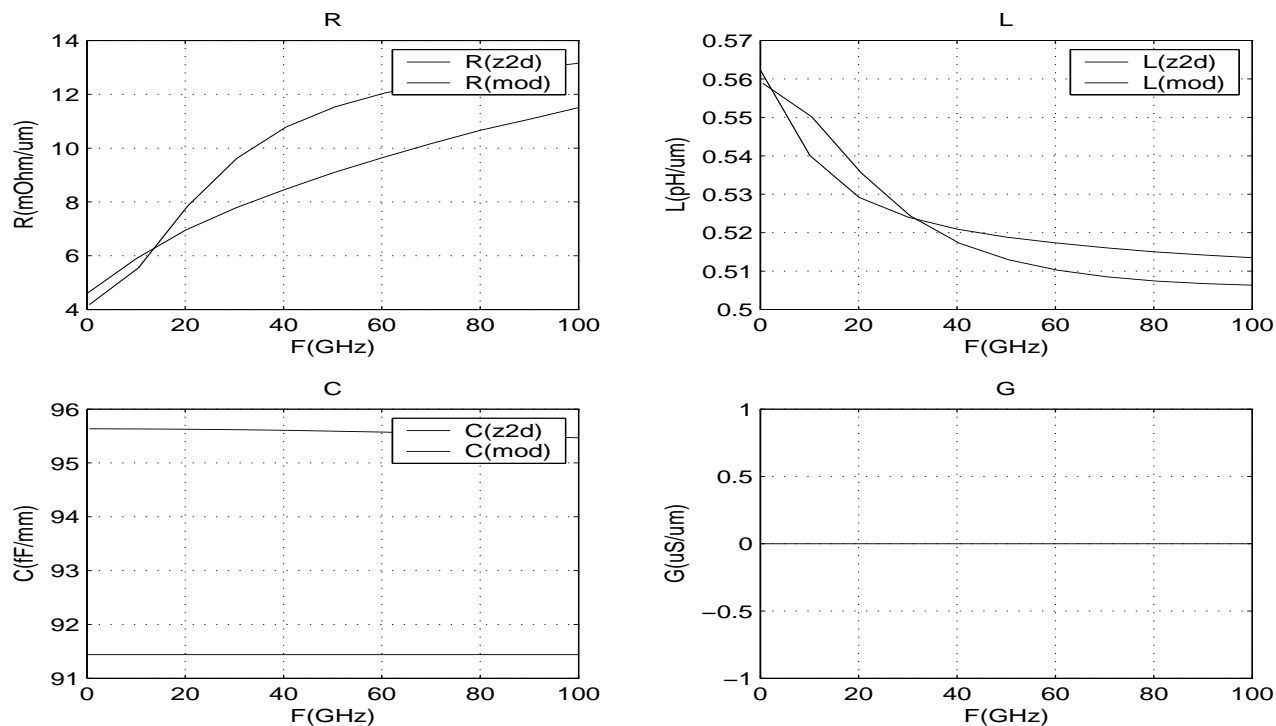 R
14
12
10
8
6
4
R(mOhm/um)
R(z2d)
R(mod)
0 20 40 60 80 100
F(GHz)
L
0.57
0.56
0.55
0.54
0.53
0.52
0.51
0.5
L(pH/um)
L(z2d)
L(mod)
0 20 40 60 80 100
F(GHz)
C
96
95
94
93
92
91
C(fF/mm)
C(z2d)
C(mod)
0 20 40 60 80 100
F(GHz)
G
1
0.5
0
−0.5
−1
G(uS/um)
0 20 40 60 80 100
F(GHz)